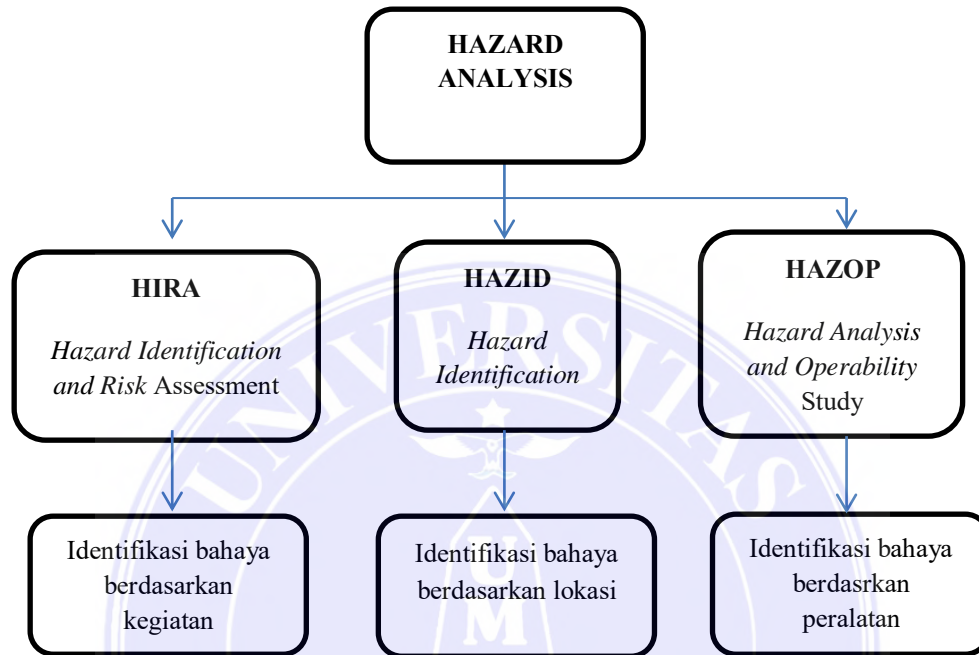 HAZARD
ANALYSIS
HIRA
Hazard Identification
and Risk Assessment
HAZID
Hazard
Identification
HAZOP
Hazard Analysis
and Operability
Study
Identifikasi bahaya
berdasarkan
kegiatan
Identifikasi bahaya
berdasarkan lokasi
Identifikasi bahaya
berdasrkan
peralatan
UNIVERSITAS
U
M